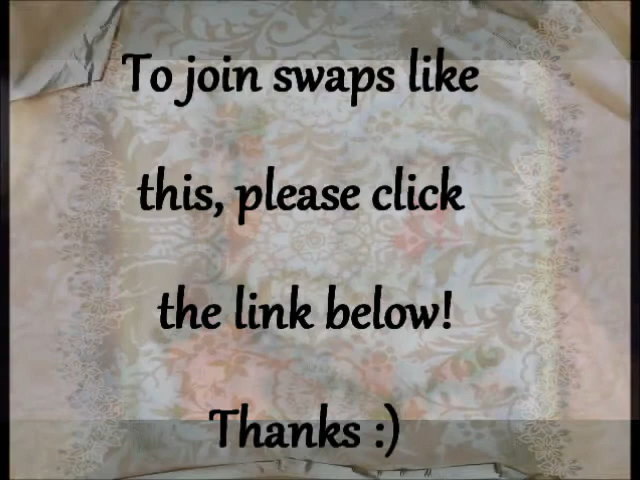 To join swaps like
this, please click
the link below!
Thanks :)